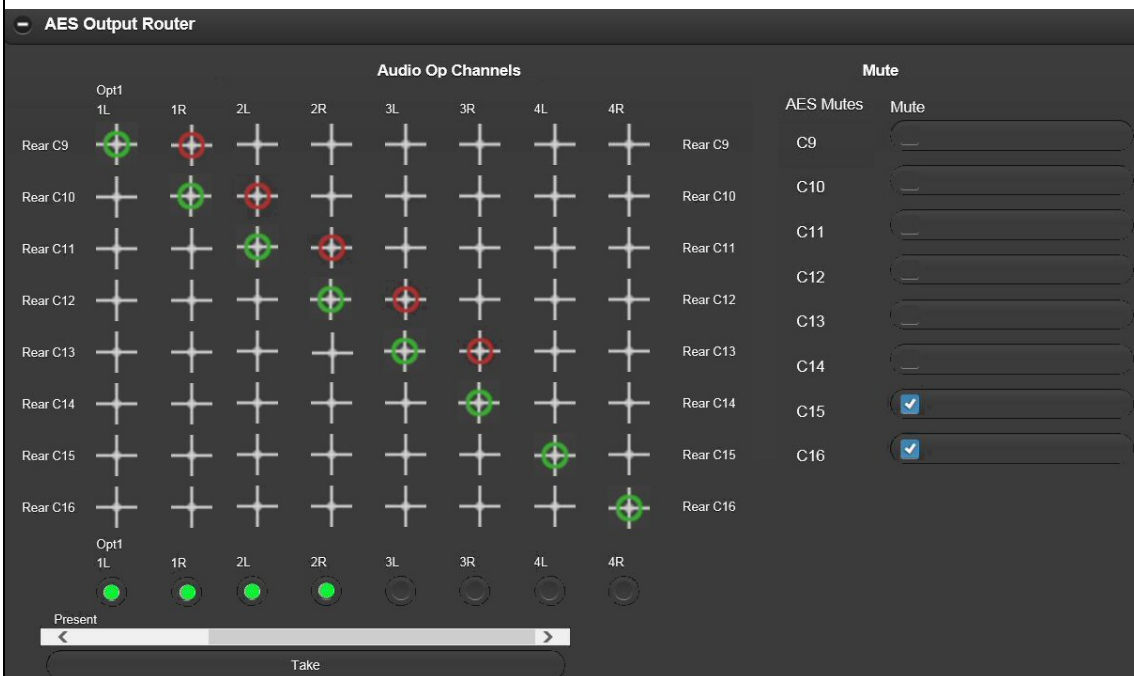 AES Output Router
Audio Op Channels
Mute
Opt1
1L 1R 2L 2R 3L 3R 4L 4R
AES Mutes Mute
Rear C9 Rear C9 C9
Rear C10 Rear C10 C10
Rear C11 Rear C11 C11
Rear C12 Rear C12 C12
Rear C13 Rear C13 C13
Rear C14 Rear C14 C14
Rear C15 Rear C15 C15
Rear C16 Rear C16 C16
Opt1
1L 1R 2L 2R 3L 3R 4L 4R
Present
Take